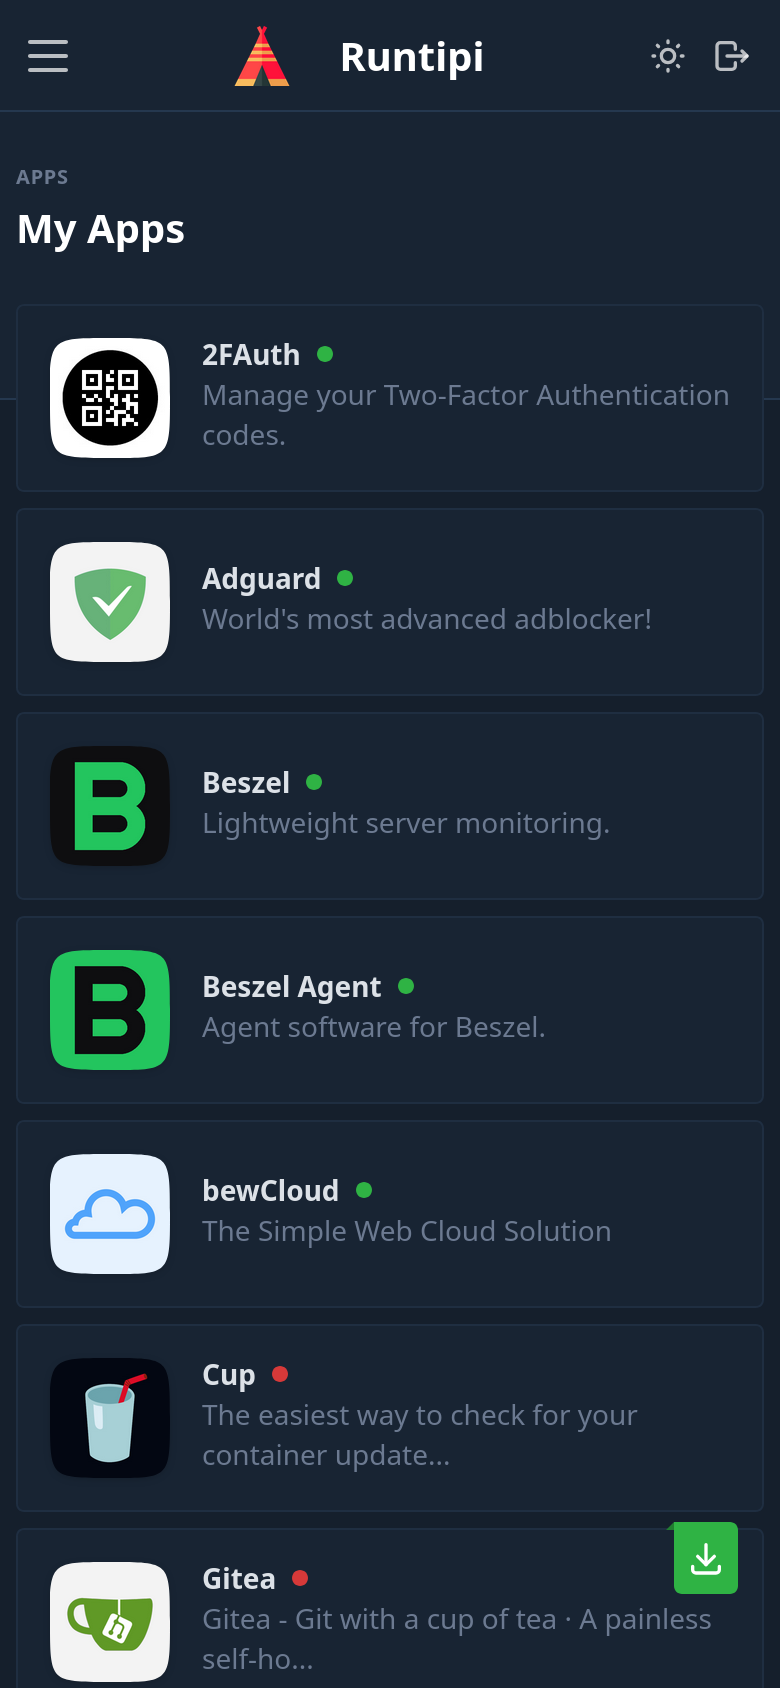 Runtipi
APPS
My Apps
2FAuth
Manage your Two-Factor Authentication
codes.
Adguard
World's most advanced adblocker!
Beszel
Lightweight server monitoring.
Beszel Agent
Agent software for Beszel.
bewCloud
The Simple Web Cloud Solution
Cup
The easiest way to check for your
container update...
Gitea
Gitea - Git with a cup of tea · A painless
self-ho...